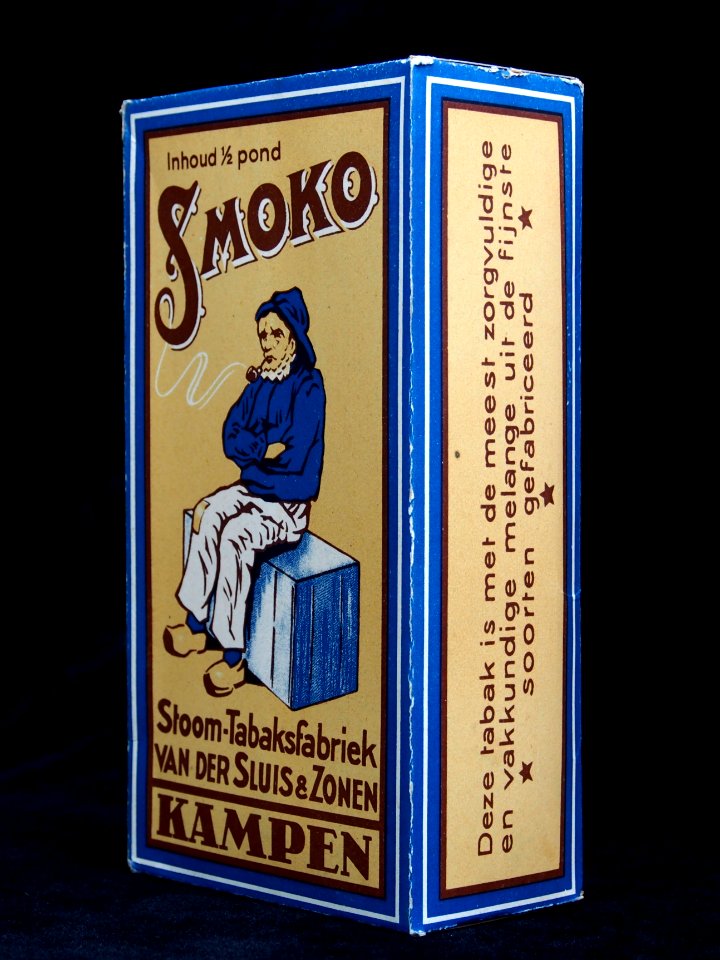 Inhoud ½ pond
SMOKO
Stoom-Tabaksfabriek
VAN DER SLUIS & ZONEN
KAMPEN
Deze tabak is met de meest zorgvuldige
en vakkundige melange uit de fijnste
soorten gefabriceerd